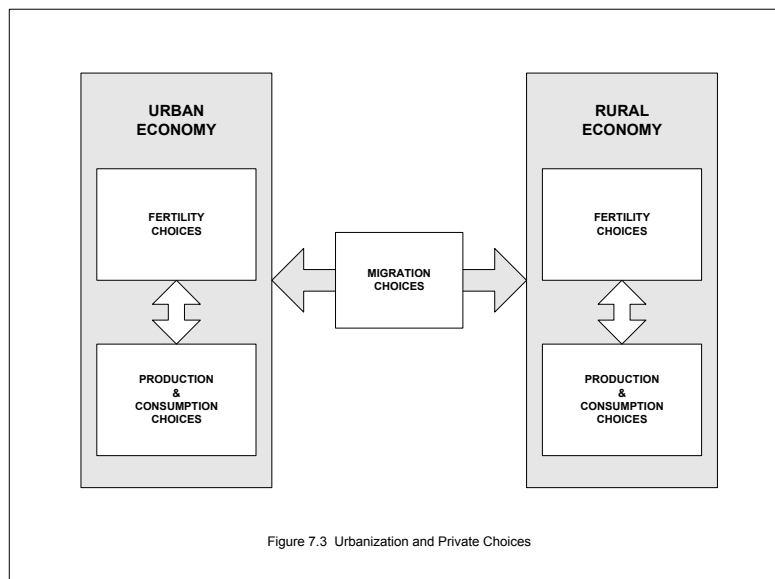 URBAN
ECONOMY
FERTILITY
CHOICES
PRODUCTION
&
CONSUMPTION
CHOICES
MIGRATION
CHOICES
RURAL
ECONOMY
FERTILITY
CHOICES
PRODUCTION
&
CONSUMPTION
CHOICES
Figure 7.3 Urbanization and Private Choices